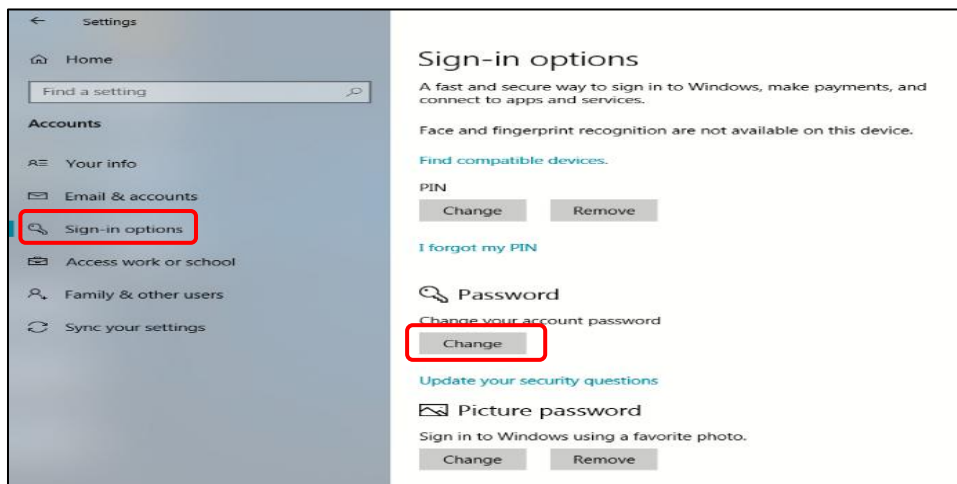 Settings
Home
Find a setting
Accounts
Your info
Email & accounts
Sign-in options
Access work or school
Family & other users
Sync your settings
Sign-in options
A fast and secure way to sign in to Windows, make payments, and
connect to apps and services.
Face and fingerprint recognition are not available on this device.
Find compatible devices.
PIN
Change Remove
I forgot my PIN
Password
Change your account password
Change
Update your security questions
Picture password
Sign in to Windows using a favorite photo.
Change Remove